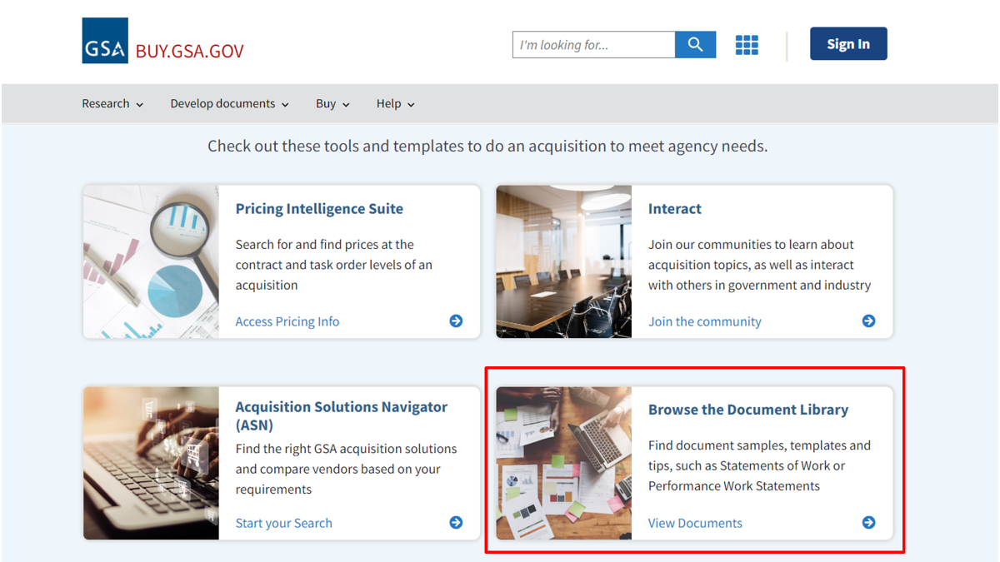 GSA BUY.GSA.GOV
I'm looking for...
Sign In
Research
Develop documents
Buy
Help
Check out these tools and templates to do an acquisition to meet agency needs.
Pricing Intelligence Suite
Search for and find prices at the
contract and task order levels of an
acquisition
Access Pricing Info
Interact
Join our communities to learn about
acquisition topics, as well as interact
with others in government and industry
Join the community
Acquisition Solutions Navigator
(ASN)
Find the right GSA acquisition solutions
and compare vendors based on your
requirements
Start your Search
Browse the Document Library
Find document samples, templates and
tips, such as Statements of Work or
Performance Work Statements
View Documents